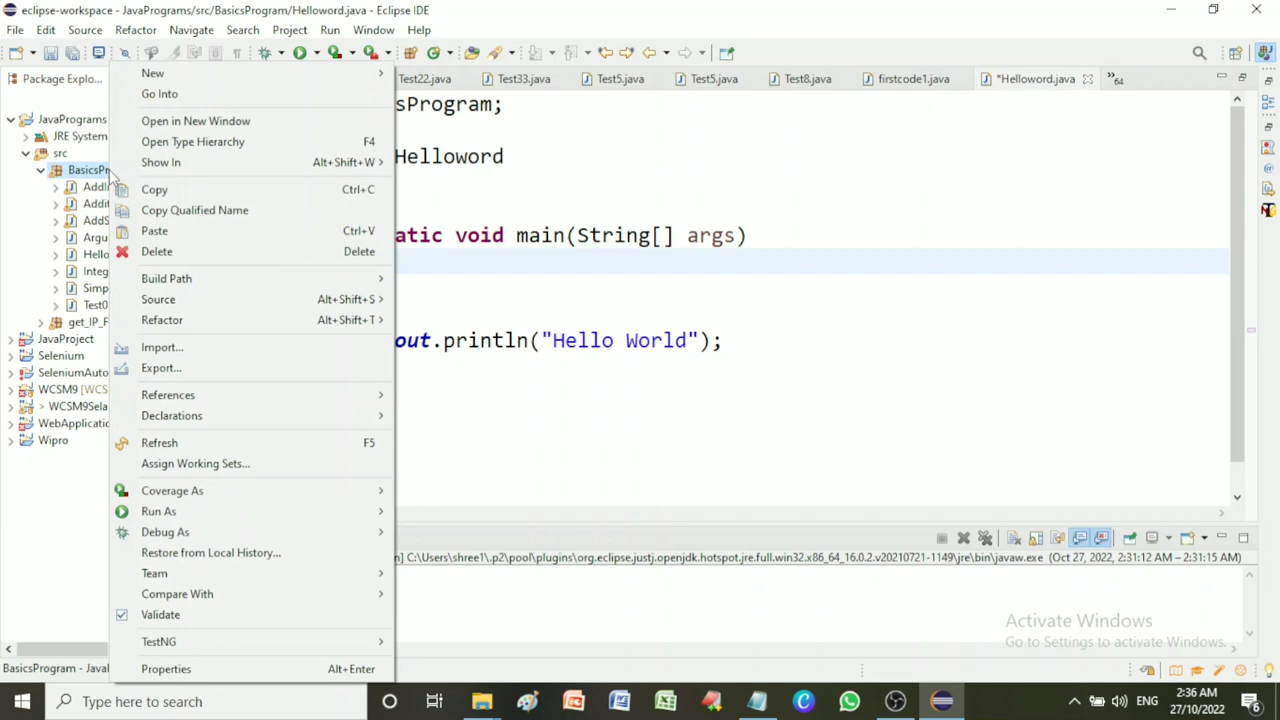 eclipse-workspace - JavaPrograms/src/BasicsProgram/Helloword.java - Eclipse IDE
File Edit Source Refactor Navigate Search Project Run Window Help
Package Explo... Test22.java Test33.java Test5.java Test5.java Test8.java firstcode1.java *Helloword.java »64
JavaPrograms
JRE System
src
BasicsPr
AddI
Addit
AddS
Argu
Hello
Integ
Simp
Test0
get_IP_F
JavaProject
Selenium
SeleniumAuto
WCSM9 [WCS
> WCSM9Sela
WebApplicatic
Wipro
New
Go Into
Open in New Window
Open Type Hierarchy F4
Show In Alt+Shift+W >
Copy Ctrl+C
Copy Qualified Name
Paste Ctrl+V
Delete Delete
Build Path
Source Alt+Shift+S >
Refactor Alt+Shift+T >
Import...
Export...
References
Declarations
Refresh F5
Assign Working Sets...
Coverage As
Run As
Debug As
Restore from Local History...
Team
Compare With
Validate
TestNG
Properties Alt+Enter
sProgram;
Helloword
atic void main(String[] args)
out.println("Hello World");
] C:\Users\shree1\.p2\pool\plugins\org.eclipse.justj.openjdk.hotspot.jre.full.win32.x86_64_16.0.2.v20210721-1149\jre\bin\javaw.exe (Oct 27, 2022, 2:31:12 AM – 2:31:15 AM)
Activate Windows
Go to Settings to activate Windows.
BasicsProgram - Java
Type here to search
ENG
2:36 AM
27/10/2022
6